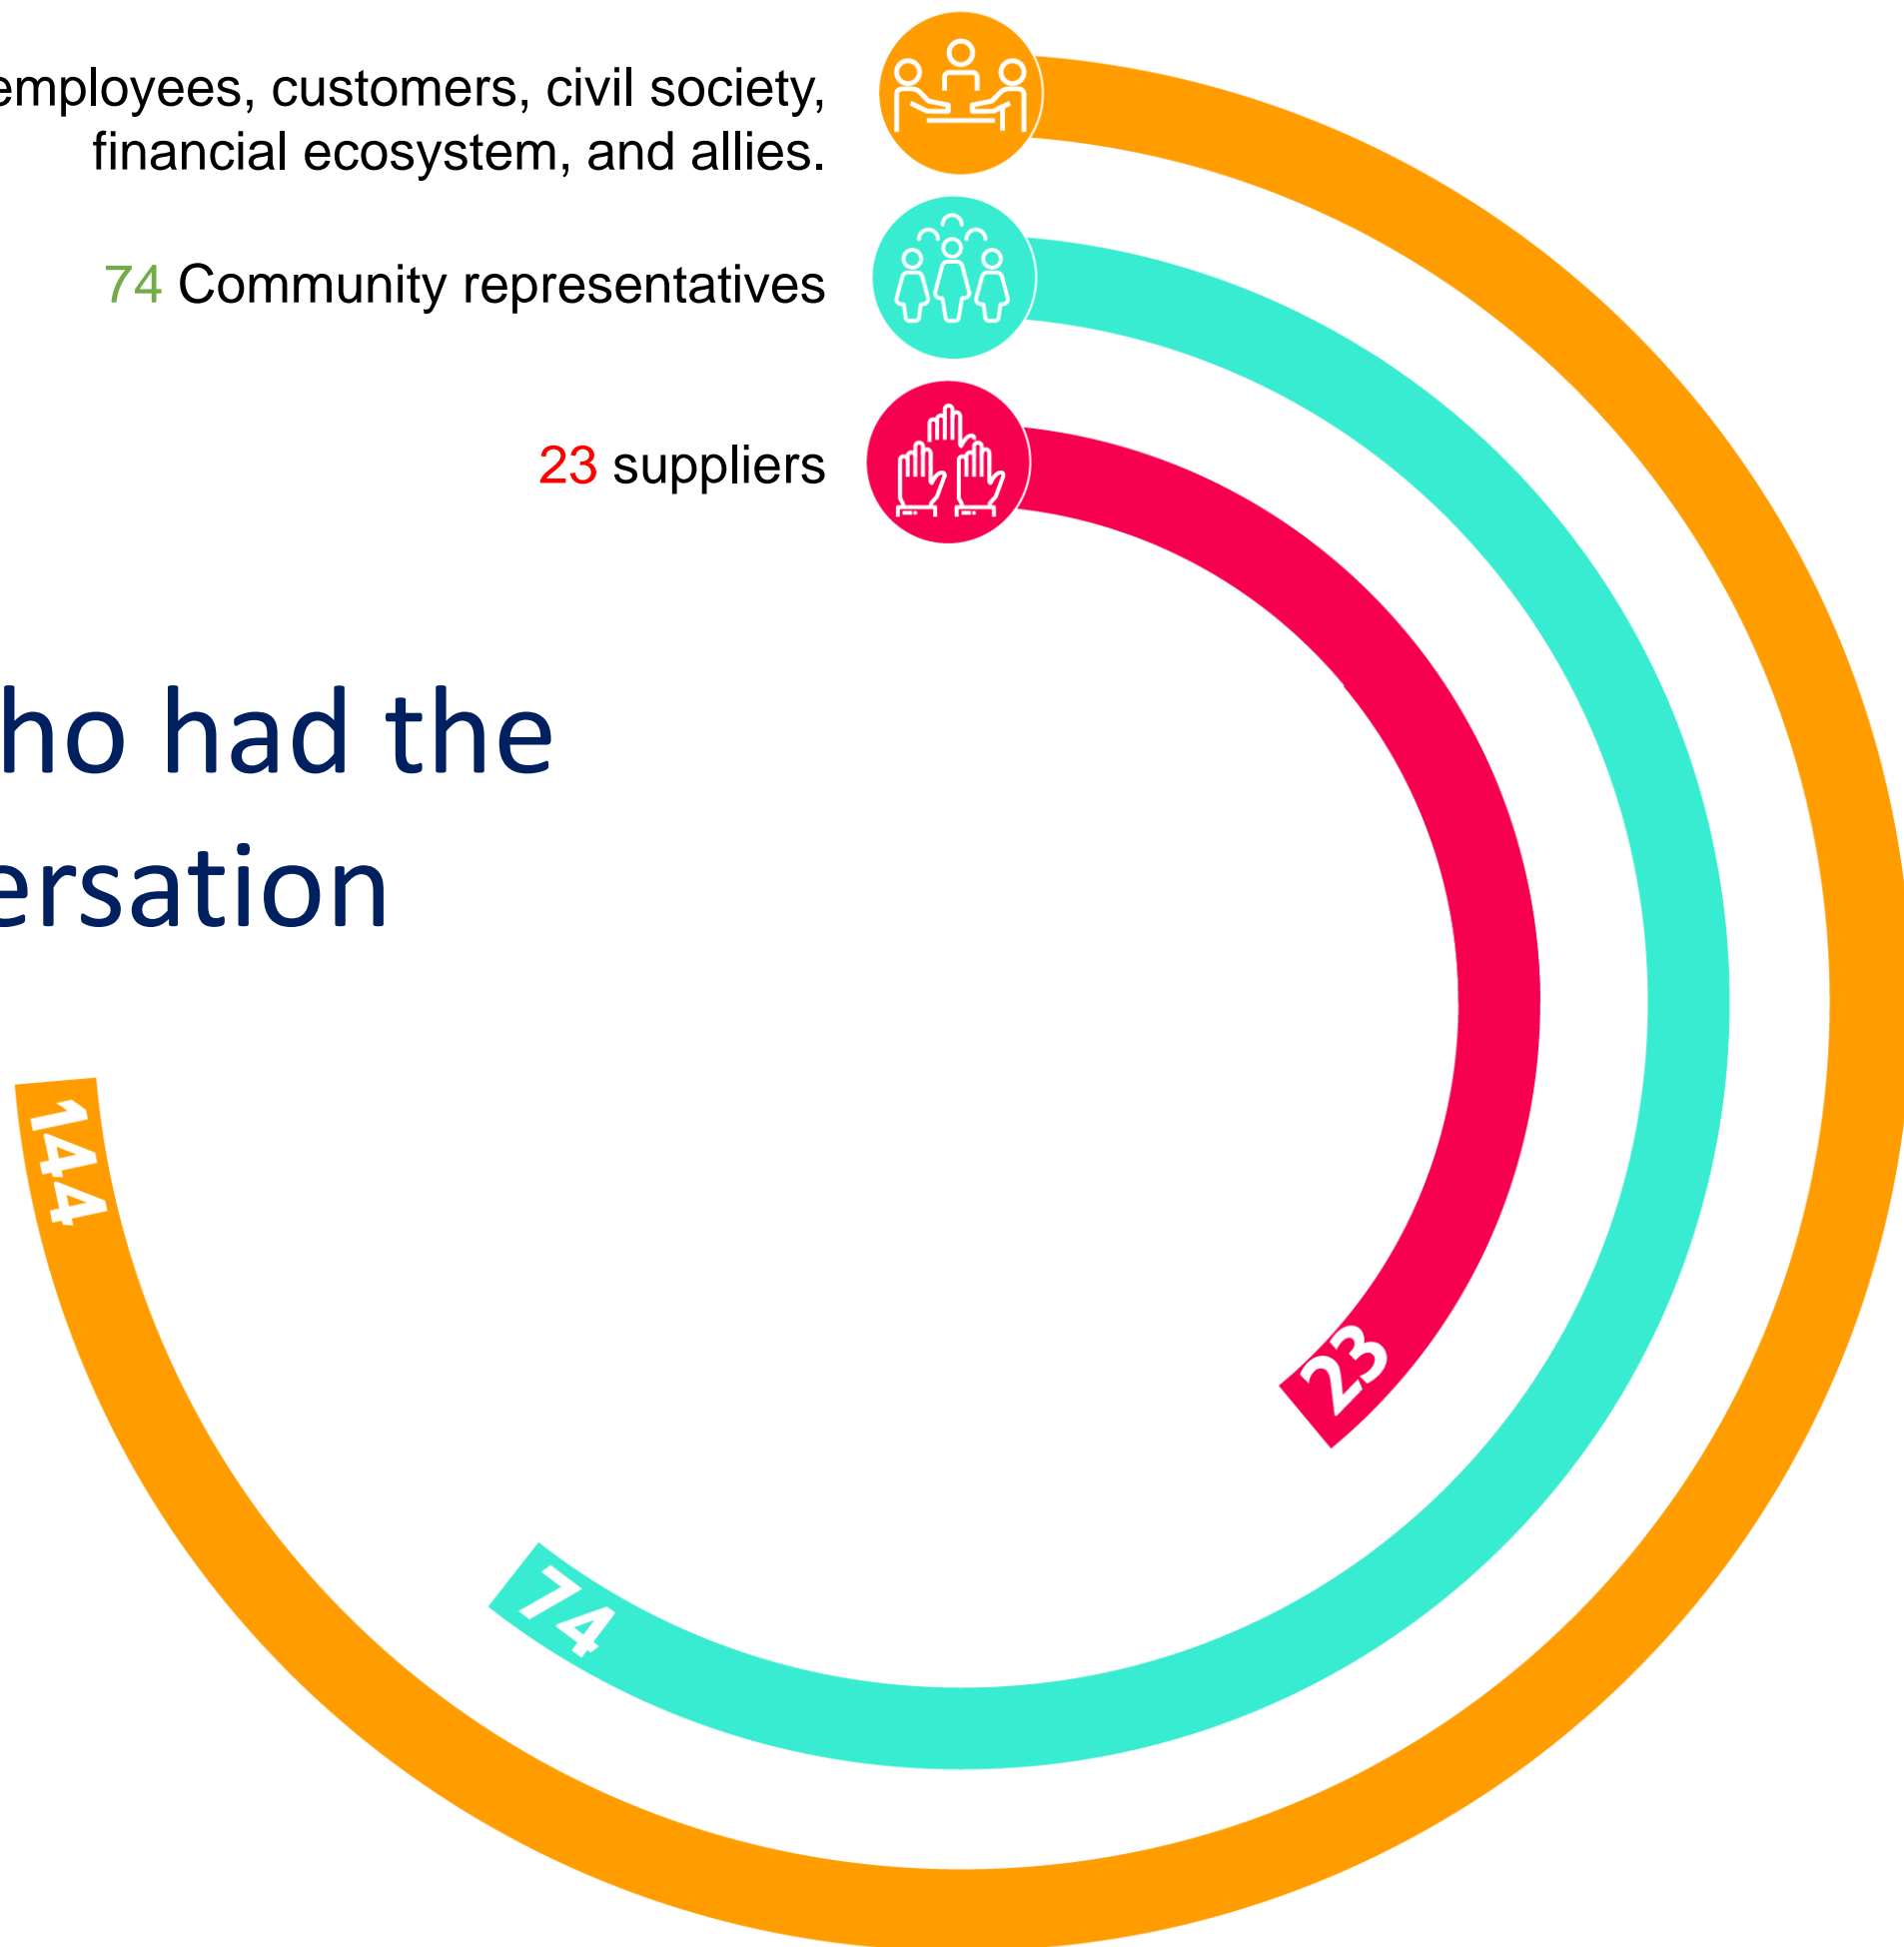 employees, customers, civil society,
financial ecosystem, and allies.
74 Community representatives
23 suppliers
ho had the
ersation
144
23
74